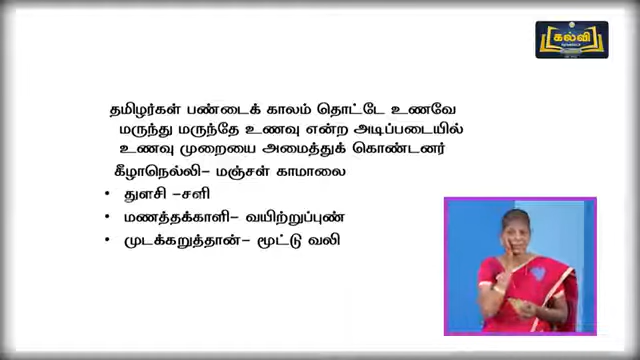 கல்வி
தமிழர்கள் பண்டைக் காலம் தொட்டே உணவே
மருந்து மருந்தே உணவு என்ற அடிப்படையில்
உணவு முறையை அமைத்துக் கொண்டனர்
கீழாநெல்லி– மஞ்சள் காமாலை
• துளசி –சளி
• மணத்தக்காளி– வயிற்றுப்புண்
• முடக்கறுத்தான்– மூட்டு வலி